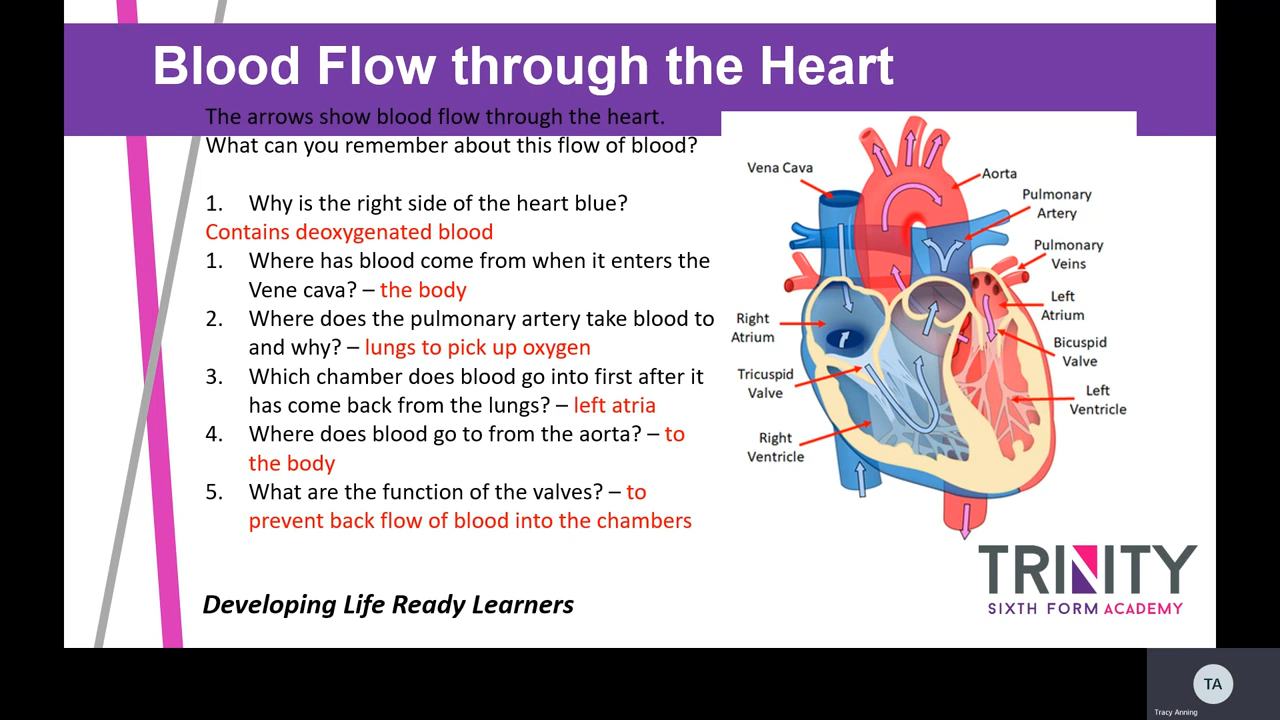 Blood Flow through the Heart
The arrows show blood flow through the heart.
What can you remember about this flow of blood?
1. Why is the right side of the heart blue?
Contains deoxygenated blood
1. Where has blood come from when it enters the
Vene cava? – the body
2. Where does the pulmonary artery take blood to
and why? – lungs to pick up oxygen
3. Which chamber does blood go into first after it
has come back from the lungs? – left atria
4. Where does blood go to from the aorta? – to
the body
5. What are the function of the valves? – to
prevent back flow of blood into the chambers
Developing Life Ready Learners
Vena Cava
Aorta
Pulmonary
Artery
Pulmonary
Veins
Left
Atrium
Bicuspid
Valve
Left
Ventricle
Right
Atrium
Tricuspid
Valve
Right
Ventricle
TRINITY
SIXTH FORM ACADEMY
TA
Tracy Anning